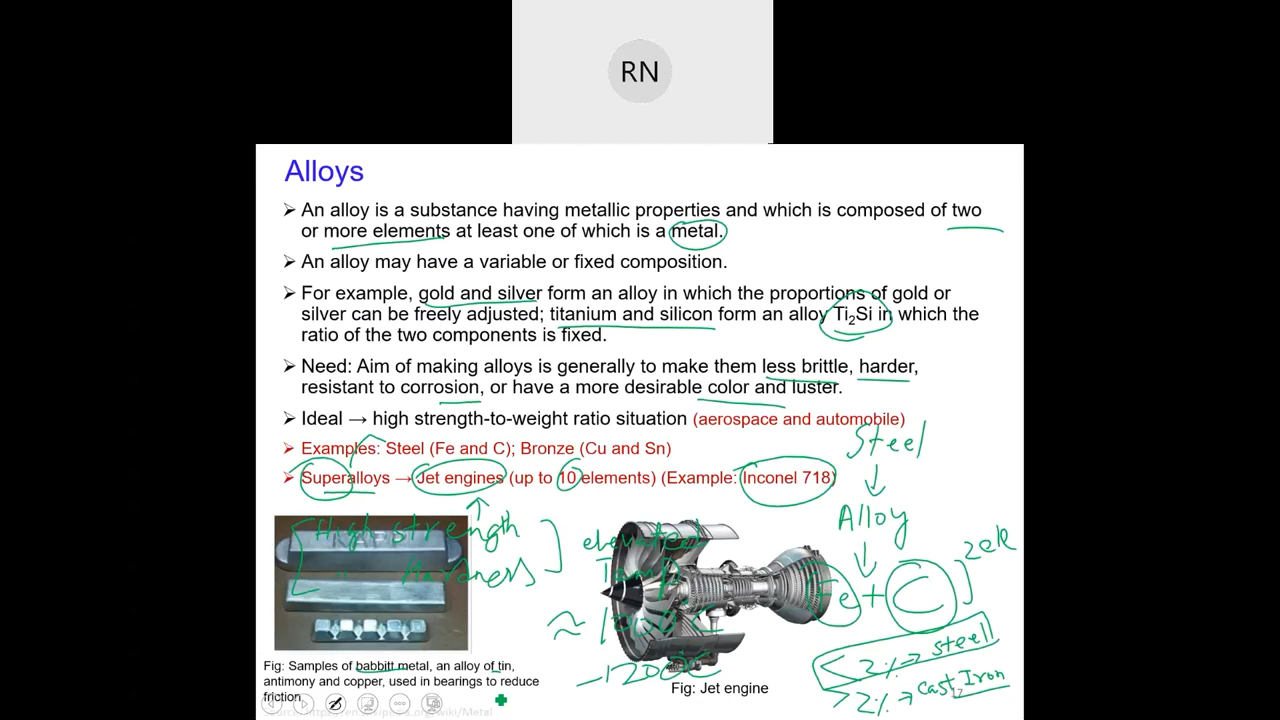 RN
Alloys
➢ An alloy is a substance having metallic properties and which is composed of two
or more elements at least one of which is a metal.
➢ An alloy may have a variable or fixed composition.
➢ For example, gold and silver form an alloy in which the proportions of gold or
silver can be freely adjusted; titanium and silicon form an alloy Ti₂Si in which the
ratio of the two components is fixed.
➢ Need: Aim of making alloys is generally to make them less brittle, harder,
resistant to corrosion, or have a more desirable color and luster.
➢ Ideal → high strength-to-weight ratio situation (aerospace and automobile)
➢ Examples: Steel (Fe and C); Bronze (Cu and Sn)
➢ Superalloys → Jet engines (up to 10 elements) (Example: Inconel 718)
Steel
↓
Alloy
↓
Fe + C ] 2ele
< 2% → steel
> 2% → cast Iron
[ High strength
" Hardness ]
elevated
Temp
≈ 1000°C
–1200°C
Fig: Samples of babbitt metal, an alloy of tin,
antimony and copper, used in bearings to reduce
friction
Fig: Jet engine